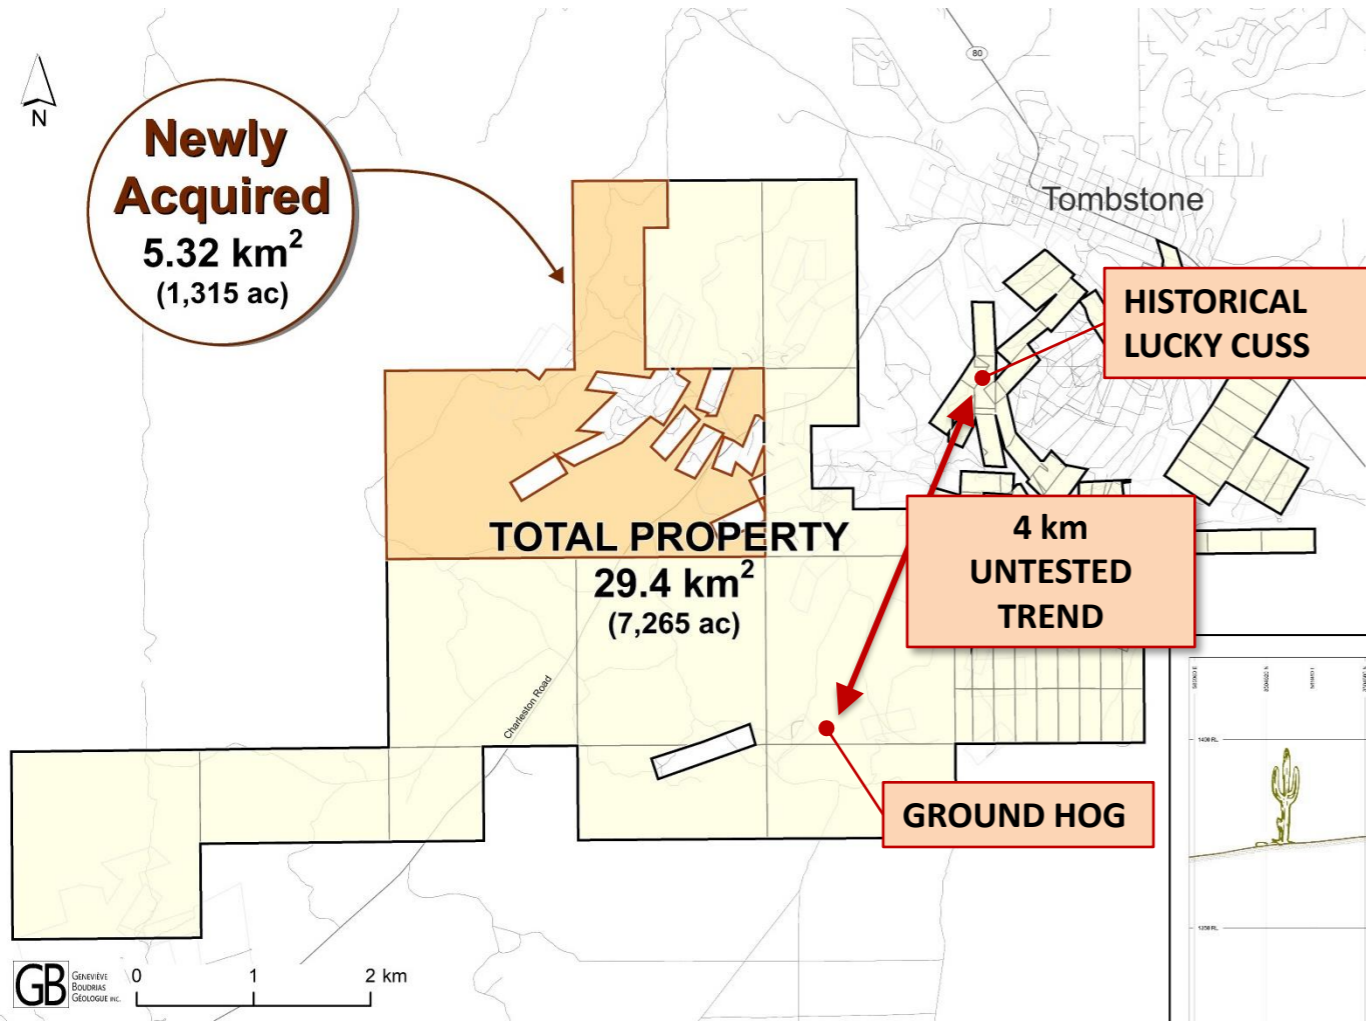 80
N
Newly
Acquired
5.32 km²
(1,315 ac)
Tombstone
HISTORICAL
LUCKY CUSS
4 km
UNTESTED
TREND
TOTAL PROPERTY
29.4 km²
(7,265 ac)
Charleston Road
GROUND HOG
GB
GENEVIÈVE
BOUDRIAS
GÉOLOGUE INC.
0 1 2 km